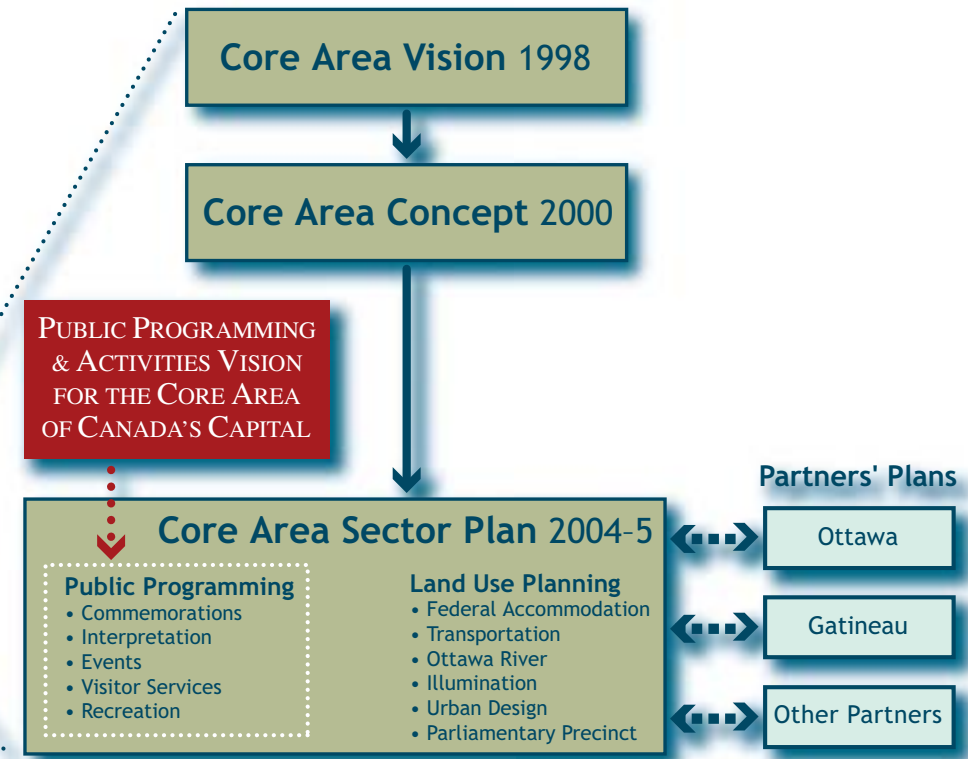 Core Area Vision 1998
Core Area Concept 2000
PUBLIC PROGRAMMING
& ACTIVITIES VISION
FOR THE CORE AREA
OF CANADA'S CAPITAL
Core Area Sector Plan 2004-5
Public Programming
• Commemorations
• Interpretation
• Events
• Visitor Services
• Recreation
Land Use Planning
• Federal Accommodation
• Transportation
• Ottawa River
• Illumination
• Urban Design
• Parliamentary Precinct
Partners' Plans
Ottawa
Gatineau
Other Partners